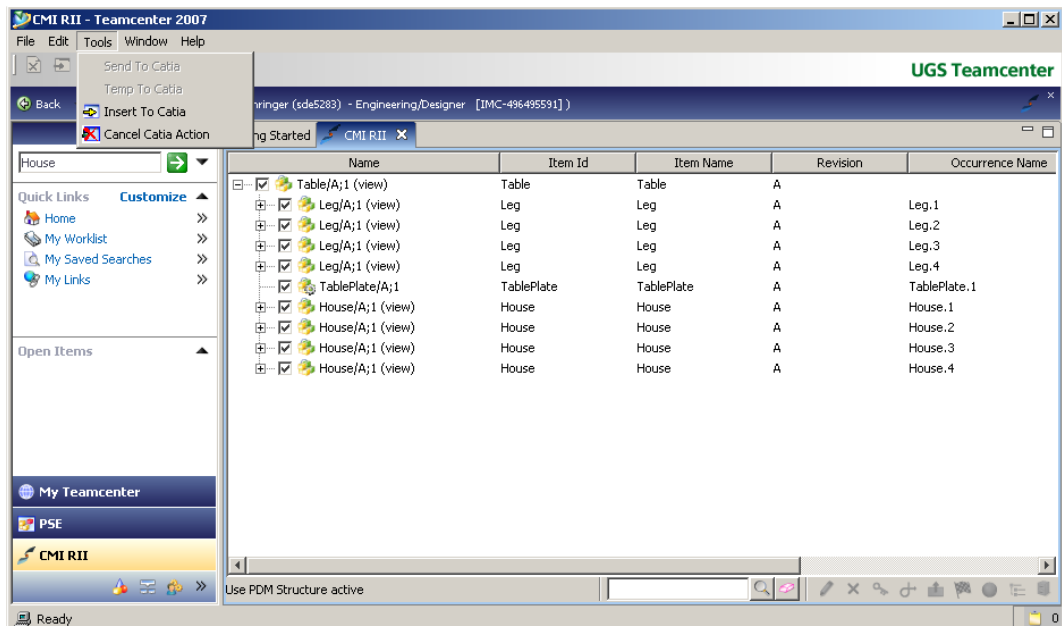 CMI RII - Teamcenter 2007
File Edit Tools Window Help
Send To Catia
Temp To Catia
Insert To Catia
Cancel Catia Action
UGS Teamcenter
Back
hringer (sde5283) - Engineering/Designer [IMC-496495591] )
ng Started CMI RII
House
Quick Links Customize
Home
My Worklist
My Saved Searches
My Links
Open Items
Name Item Id Item Name Revision Occurrence Name
Table/A;1 (view) Table Table A
Leg/A;1 (view) Leg Leg A Leg.1
Leg/A;1 (view) Leg Leg A Leg.2
Leg/A;1 (view) Leg Leg A Leg.3
Leg/A;1 (view) Leg Leg A Leg.4
TablePlate/A;1 TablePlate TablePlate A TablePlate.1
House/A;1 (view) House House A House.1
House/A;1 (view) House House A House.2
House/A;1 (view) House House A House.3
House/A;1 (view) House House A House.4
My Teamcenter
PSE
CMI RII
Use PDM Structure active
Ready
0